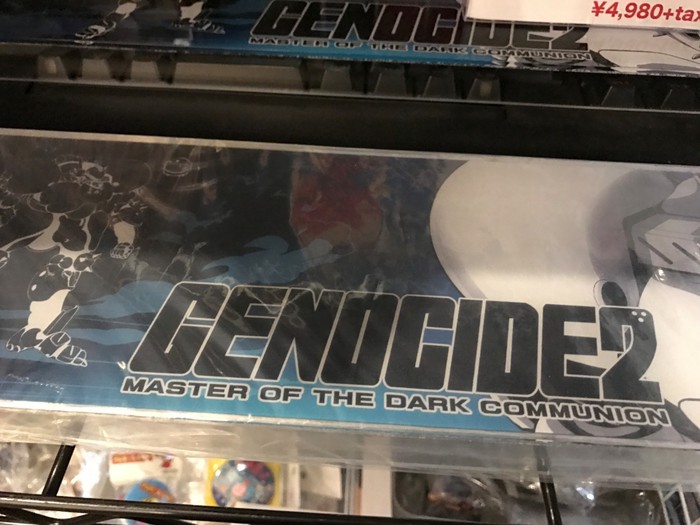 ¥4,980+tax
GENOCIDE2
MASTER OF THE DARK COMMUNION
GENOCIDE2
MASTER OF THE DARK COMMUNION